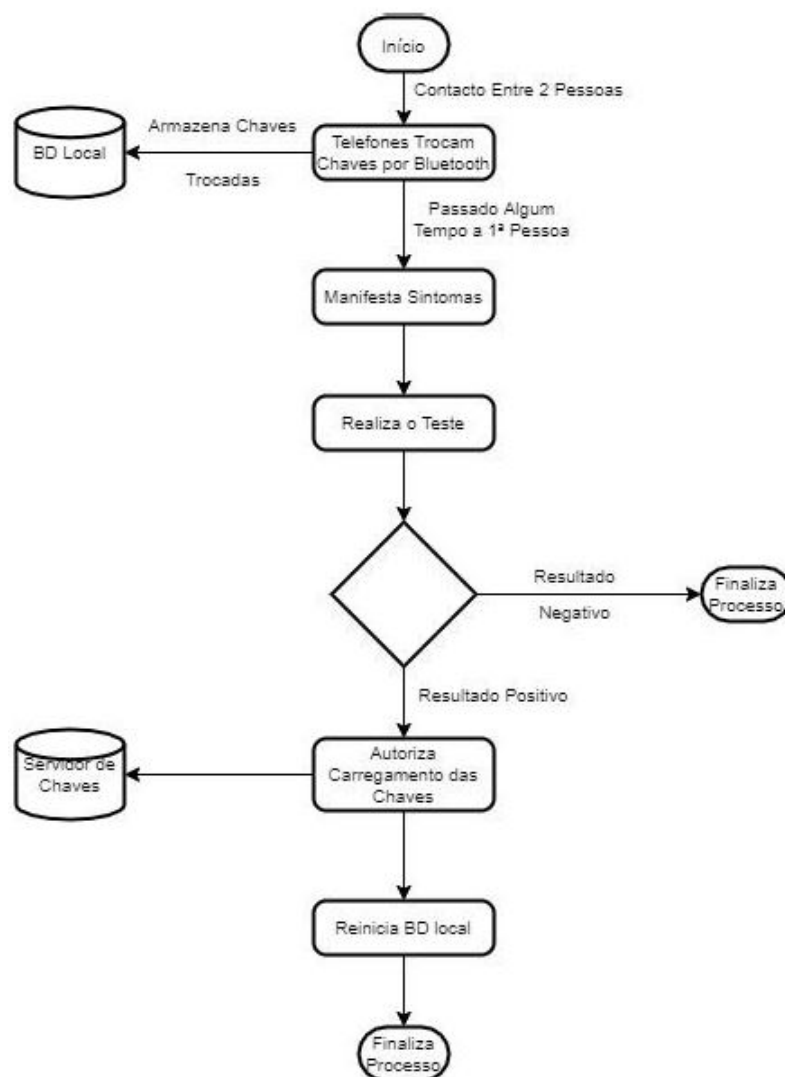 Início
Contacto Entre 2 Pessoas
Armazena Chaves
Trocadas
BD Local
Telefones Trocam
Chaves por Bluetooth
Passado Algum
Tempo a 1ª Pessoa
Manifesta Sintomas
Realiza o Teste
Resultado
Negativo
Finaliza
Processo
Resultado Positivo
Servidor de
Chaves
Autoriza
Carregamento das
Chaves
Reinicia BD local
Finaliza
Processo